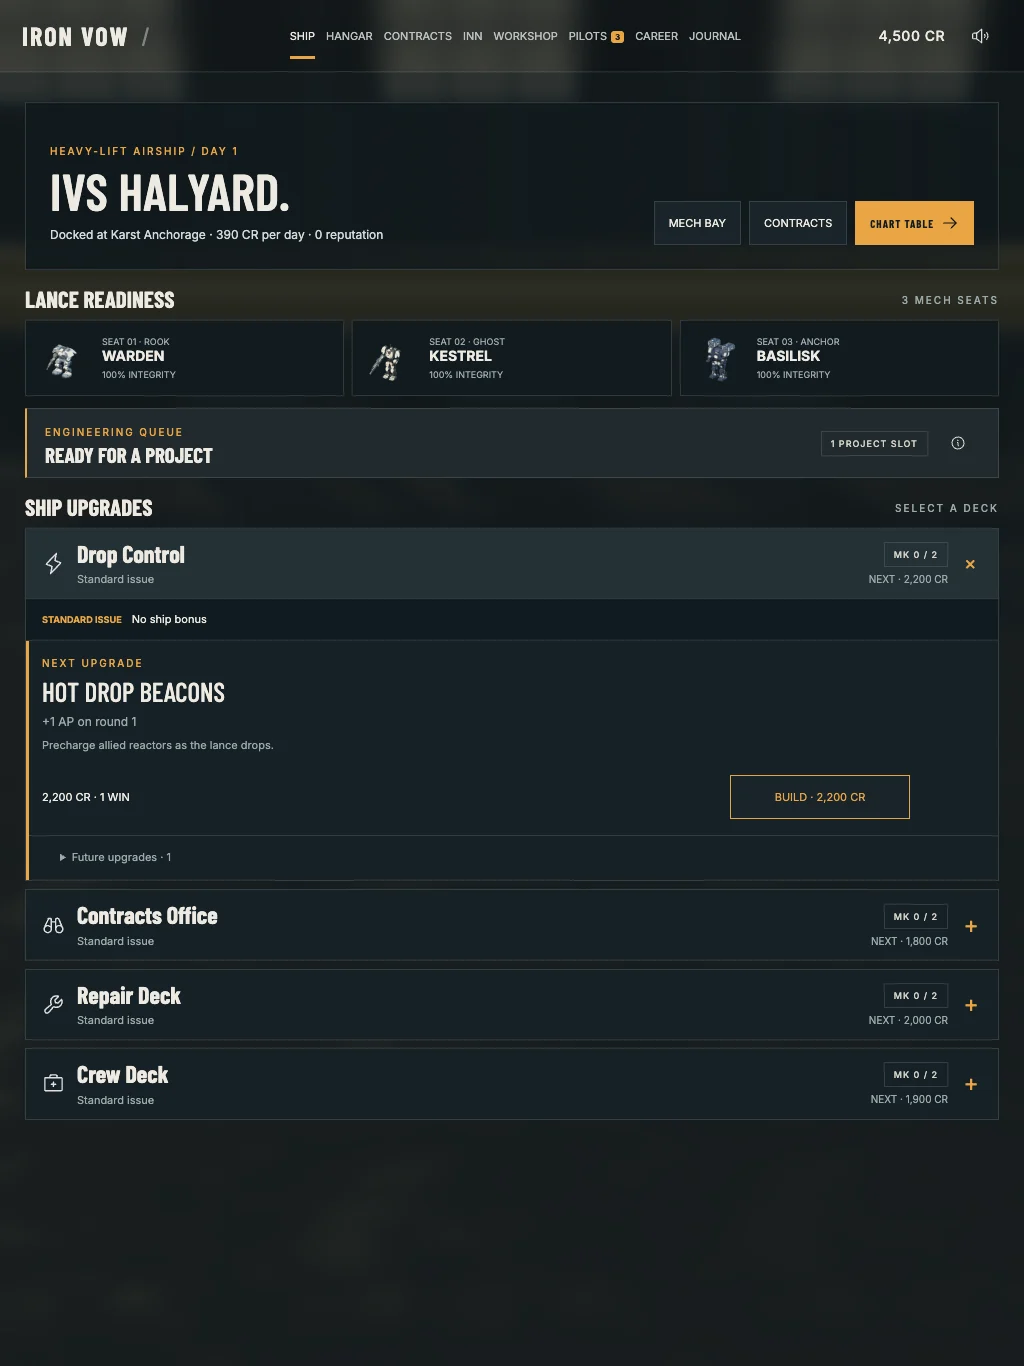 IRON VOW /
SHIP HANGAR CONTRACTS INN WORKSHOP PILOTS 3 CAREER JOURNAL
4,500 CR
HEAVY-LIFT AIRSHIP / DAY 1
IVS HALYARD.
Docked at Karst Anchorage · 390 CR per day · 0 reputation
MECH BAY
CONTRACTS
CHART TABLE
LANCE READINESS
3 MECH SEATS
SEAT 01 · ROOK
WARDEN
100% INTEGRITY
SEAT 02 · GHOST
KESTREL
100% INTEGRITY
SEAT 03 · ANCHOR
BASILISK
100% INTEGRITY
ENGINEERING QUEUE
READY FOR A PROJECT
1 PROJECT SLOT
SHIP UPGRADES
SELECT A DECK
Drop Control
Standard issue
MK 0 / 2
NEXT · 2,200 CR
STANDARD ISSUE No ship bonus
NEXT UPGRADE
HOT DROP BEACONS
+1 AP on round 1
Precharge allied reactors as the lance drops.
2,200 CR · 1 WIN
BUILD · 2,200 CR
Future upgrades · 1
Contracts Office
Standard issue
MK 0 / 2
NEXT · 1,800 CR
Repair Deck
Standard issue
MK 0 / 2
NEXT · 2,000 CR
Crew Deck
Standard issue
MK 0 / 2
NEXT · 1,900 CR